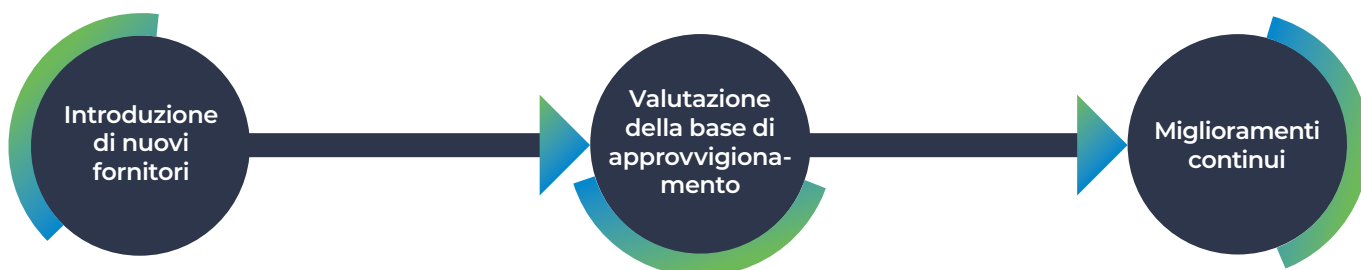 Introduzione
di nuovi
fornitori
Valutazione
della base di
approvvigiona-
mento
Miglioramenti
continui